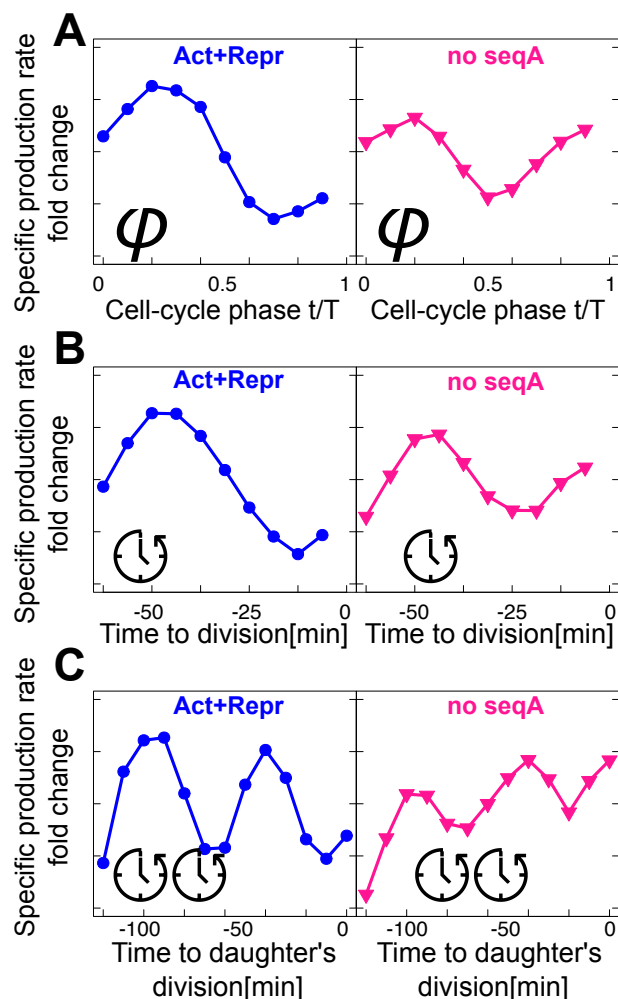 A
Act+Repr
no seqA
Specific production rate
fold change
φ
φ
0
0.5
1
0
0.5
1
Cell-cycle phase t/T
Cell-cycle phase t/T
B
Act+Repr
no seqA
Specific production rate
fold change
-50
-25
0
-50
-25
0
Time to division[min]
Time to division[min]
C
Act+Repr
no seqA
Specific production rate
fold change
-100
-50
0
-100
-50
0
Time to daughter's
division[min]
Time to daughter's
division[min]